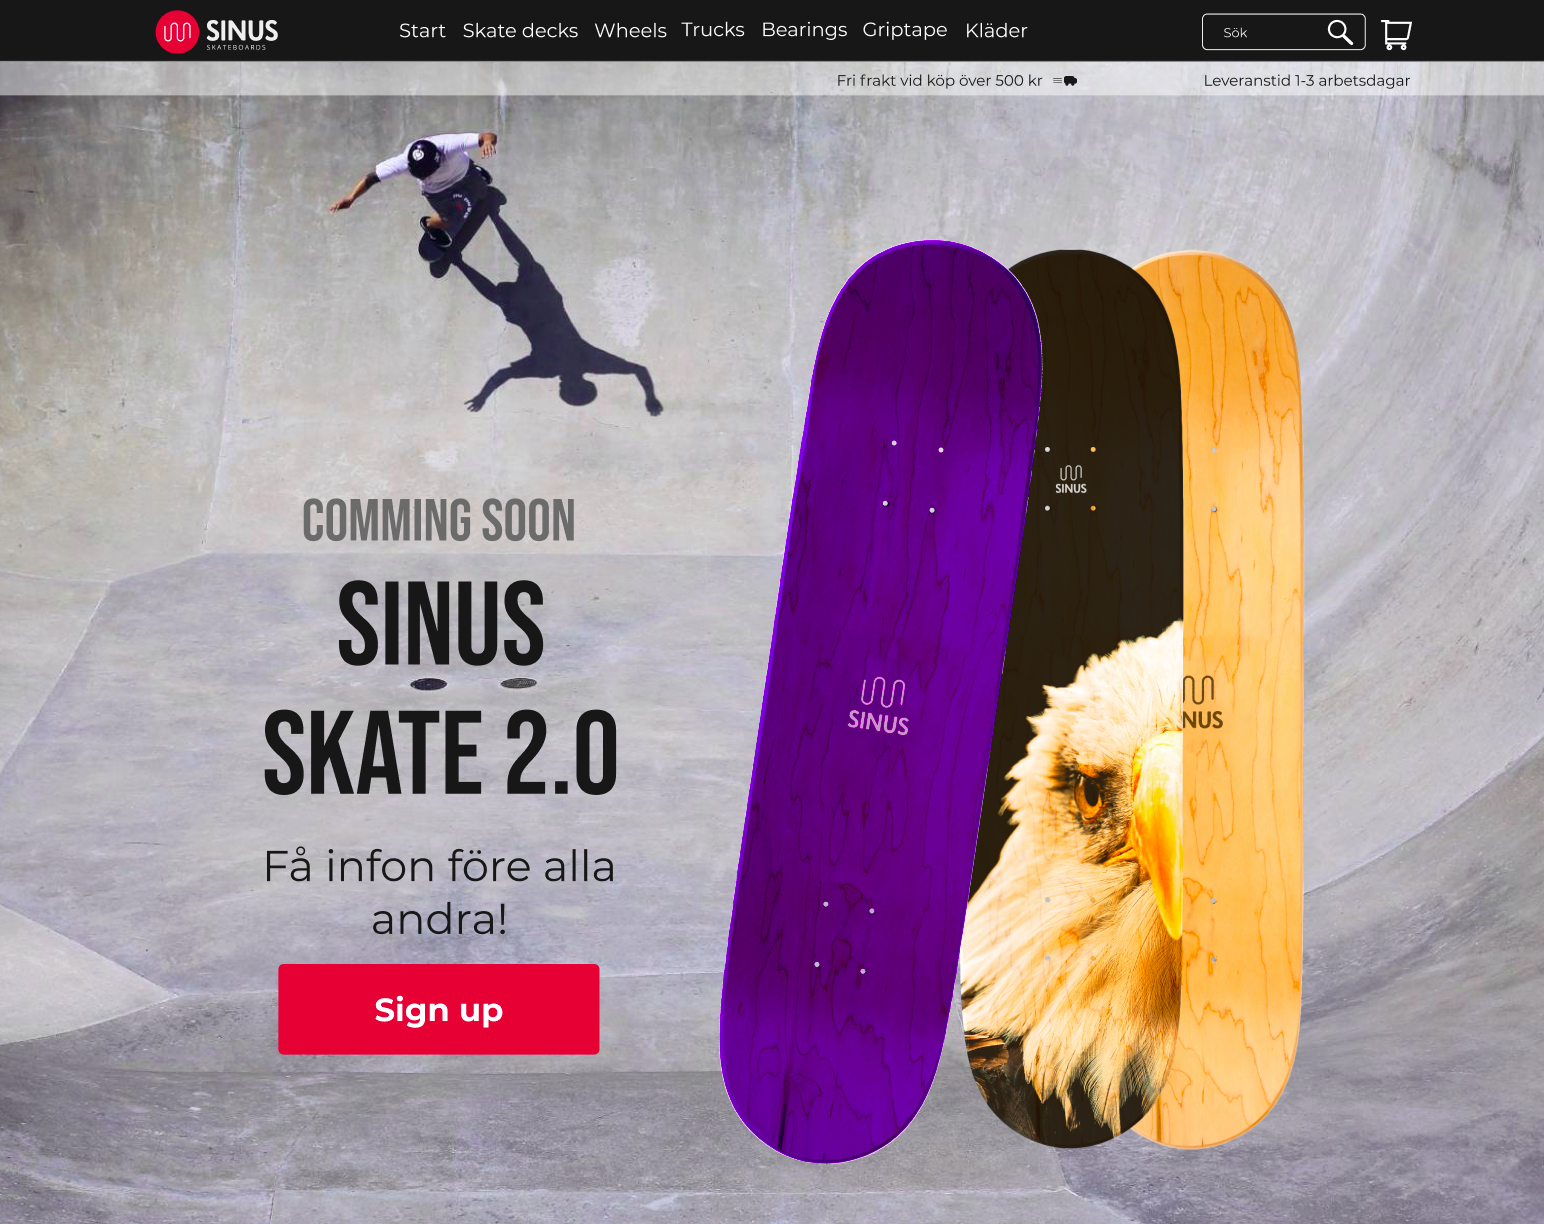 SINUS
SKATEBOARDS
Start Skate decks Wheels Trucks Bearings Griptape Kläder
Sök
Fri frakt vid köp över 500 kr
Leveranstid 1-3 arbetsdagar
COMMING SOON
SINUS
SKATE 2.0
Få infon före alla
andra!
Sign up
SINUS
SINUS
NUS